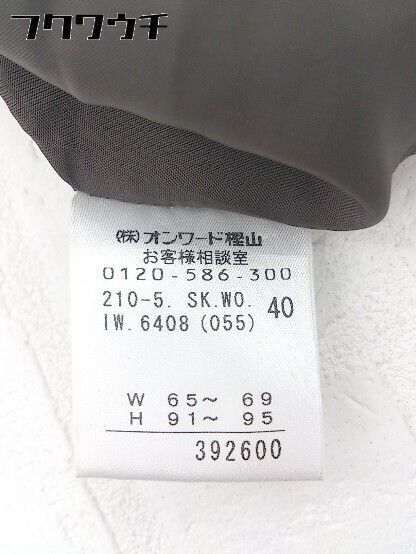 フクワウチ
㈱オンワード樫山
お客様相談室
0120-586-300
210-5. SK.WO. 40
IW.6408(055)
W 65～ 69
H 91～ 95
392600